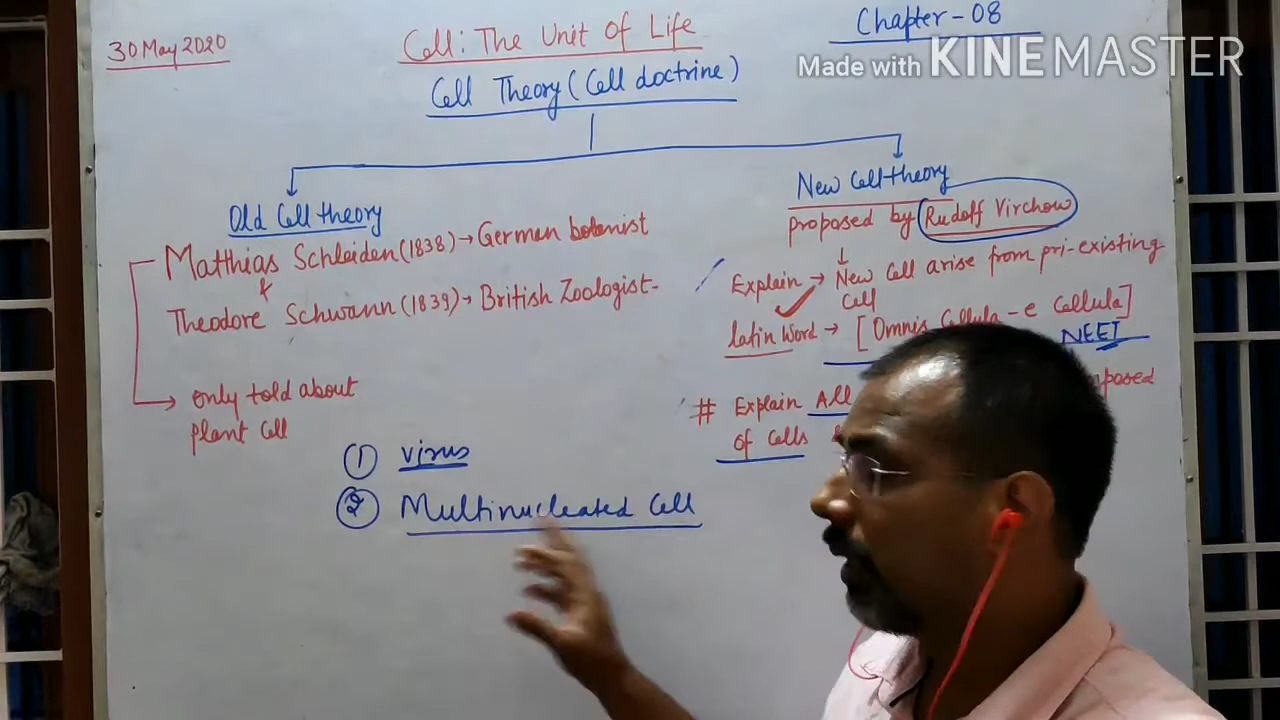 30 May 2020
Cell: The Unit Of Life
Chapter-08
Made with KINEMASTER
Cell Theory (Cell doctrine)
Old Cell theory
Matthias Schleiden (1838) → German botanist
&
Theodore Schwann (1839) → British Zoologist
→ only told about
plant Cell
① Virus
② Multinucleated Cell
New Cell theory
proposed by Rudolf Virchow
Explain → New Cell arise from pri-existing
Cell
latin Word → [Omnis Cellula-e Cellula]
NEET
# Explain All
of Cells